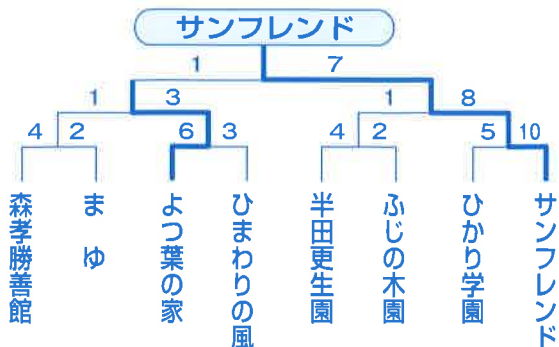 サンフレンド
1 7
1 3 1 8
4 2 6 3 4 2 5 10
森孝勝善館
まゆ
よつ葉の家
ひまわりの風
半田更生園
ふじの木園
ひかり学園
サンフレンド